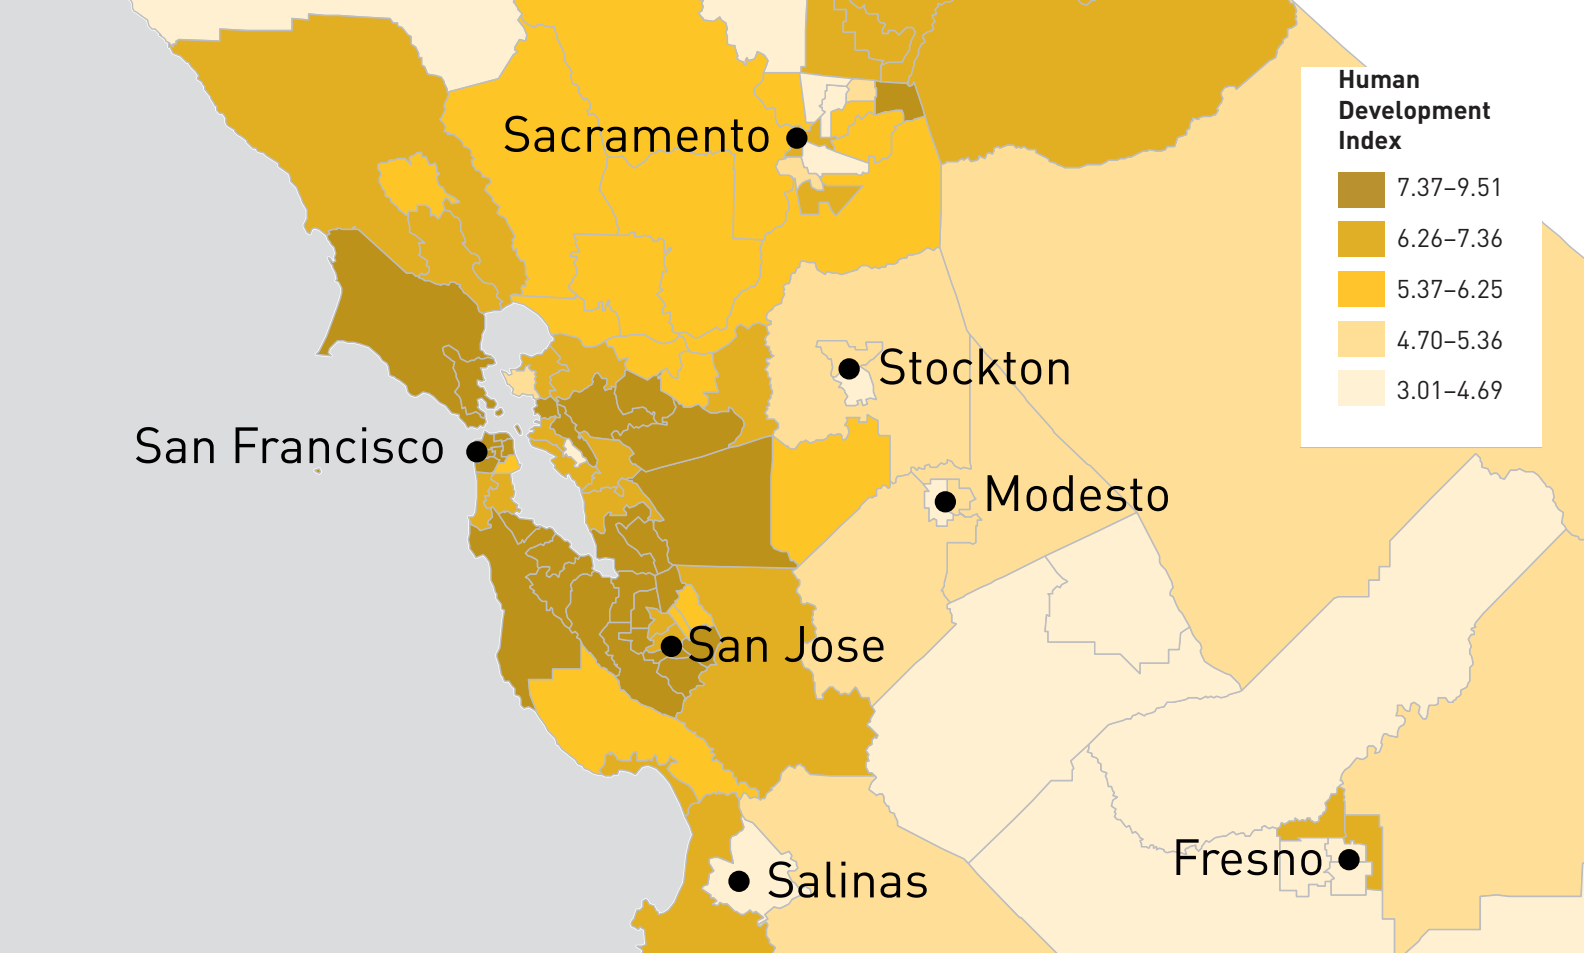 Human
Development
Index
7.37–9.51
6.26–7.36
5.37–6.25
4.70–5.36
3.01–4.69
Sacramento
Stockton
San Francisco
Modesto
San Jose
Fresno
Salinas